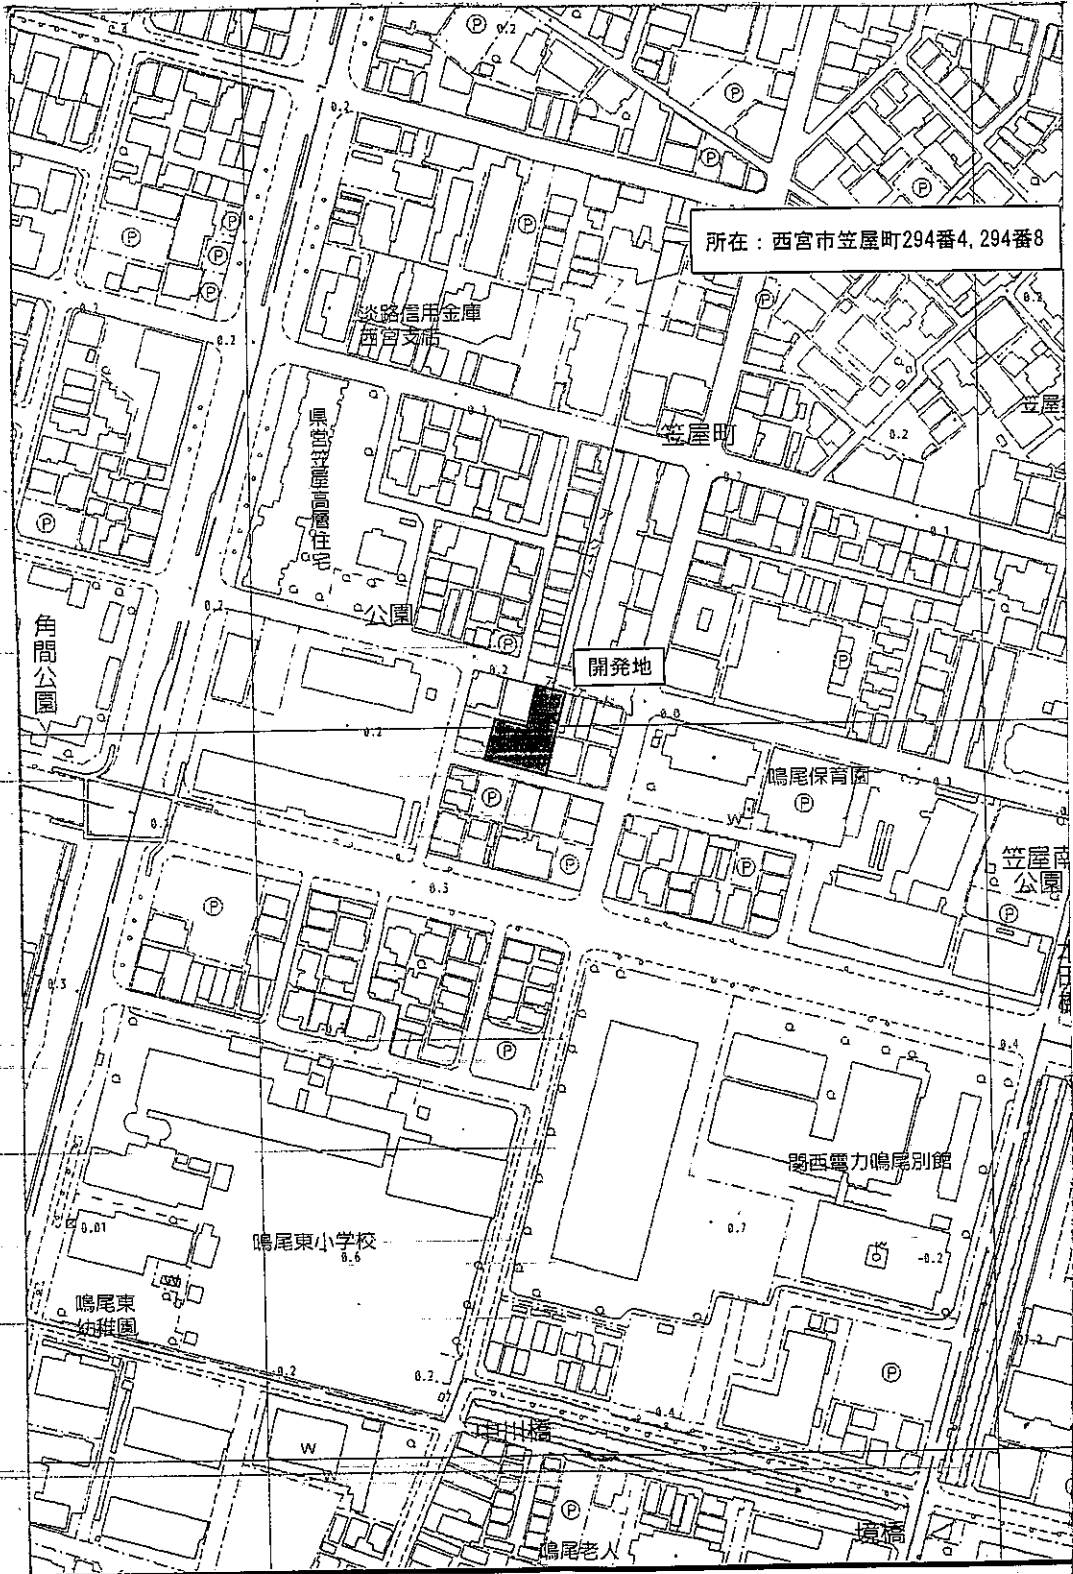 所在：西宮市笠屋町294番4, 294番8
淡路信用金庫
西宮支店
県営笠屋高層住宅
笠屋町
公園
角間公園
開発地
鳴尾保育園
笠屋南
公園
関西電力鳴尾別館
鳴尾東小学校
鳴尾東
幼稚園
中川橋
境橋
鳴尾老人